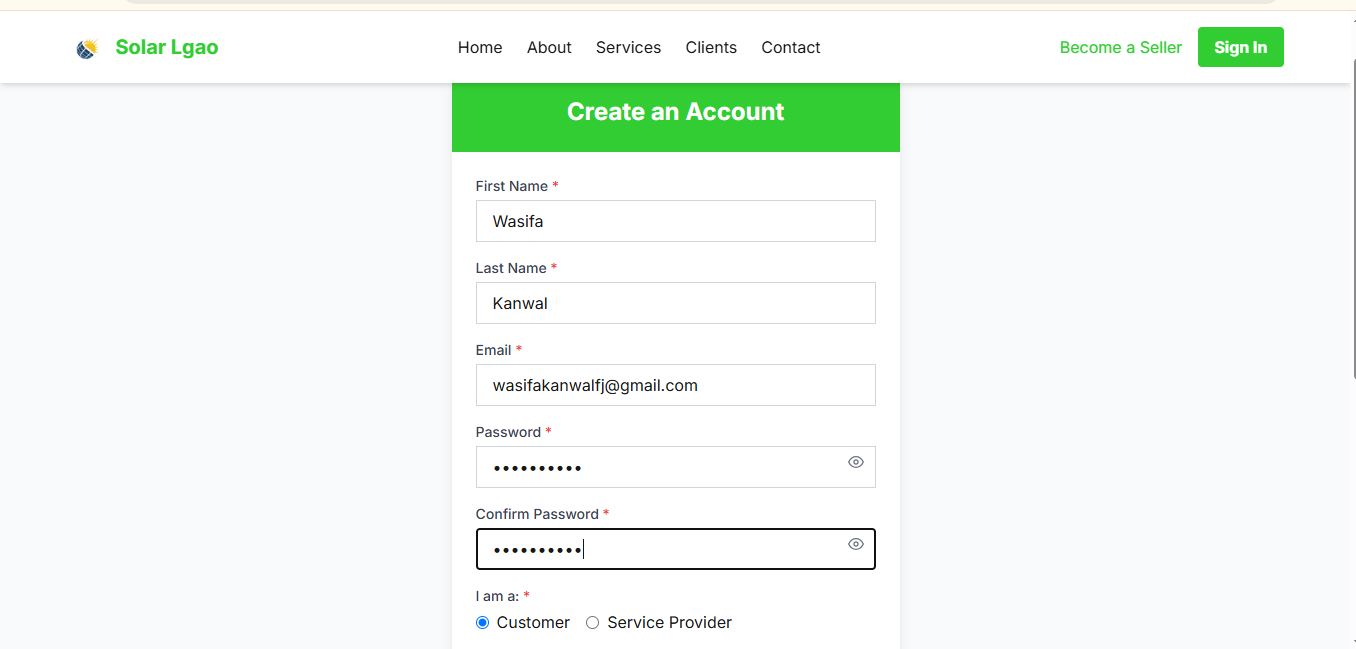 Solar Lgao
Home About Services Clients Contact
Become a Seller Sign In
Create an Account
First Name *
Wasifa
Last Name *
Kanwal
Email *
wasifakanwalfj@gmail.com
Password *
••••••••••
Confirm Password *
••••••••••
I am a: *
Customer Service Provider